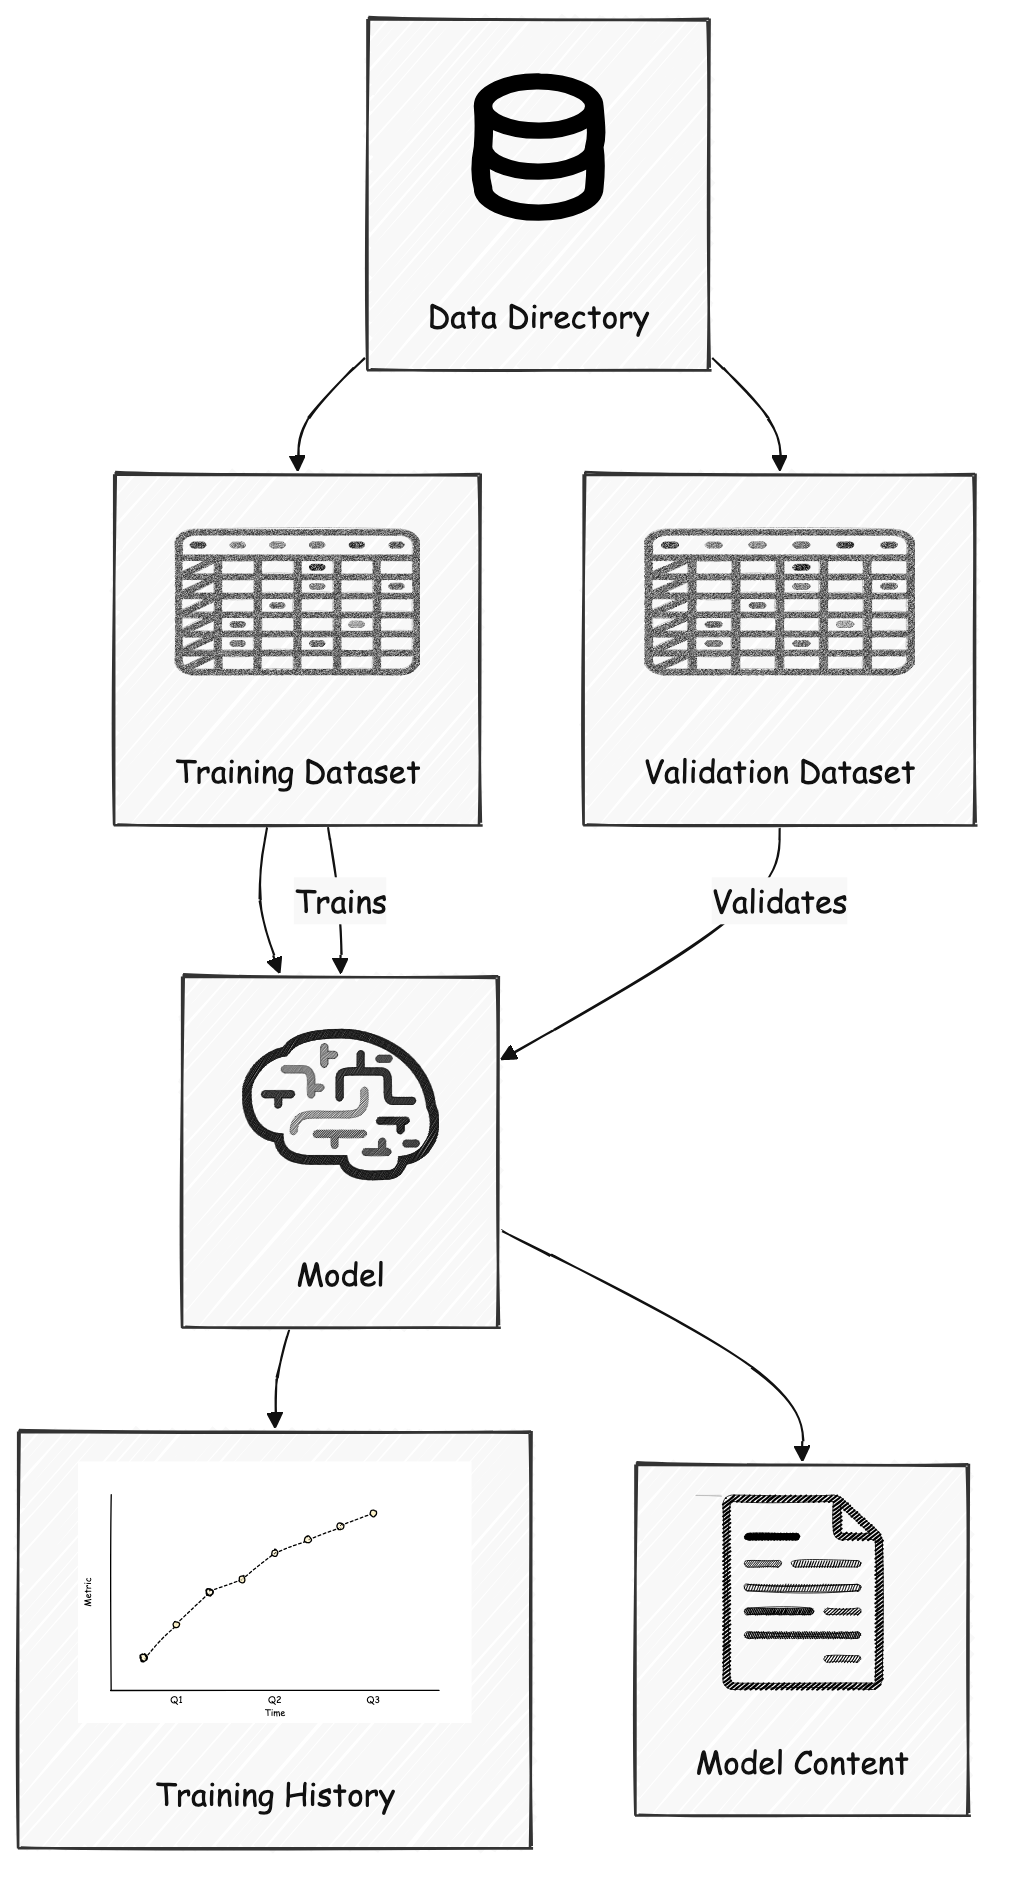 Data Directory
Training Dataset
Validation Dataset
Trains
Validates
Model
Metric
Q1
Q2
Q3
Time
Training History
Model Content